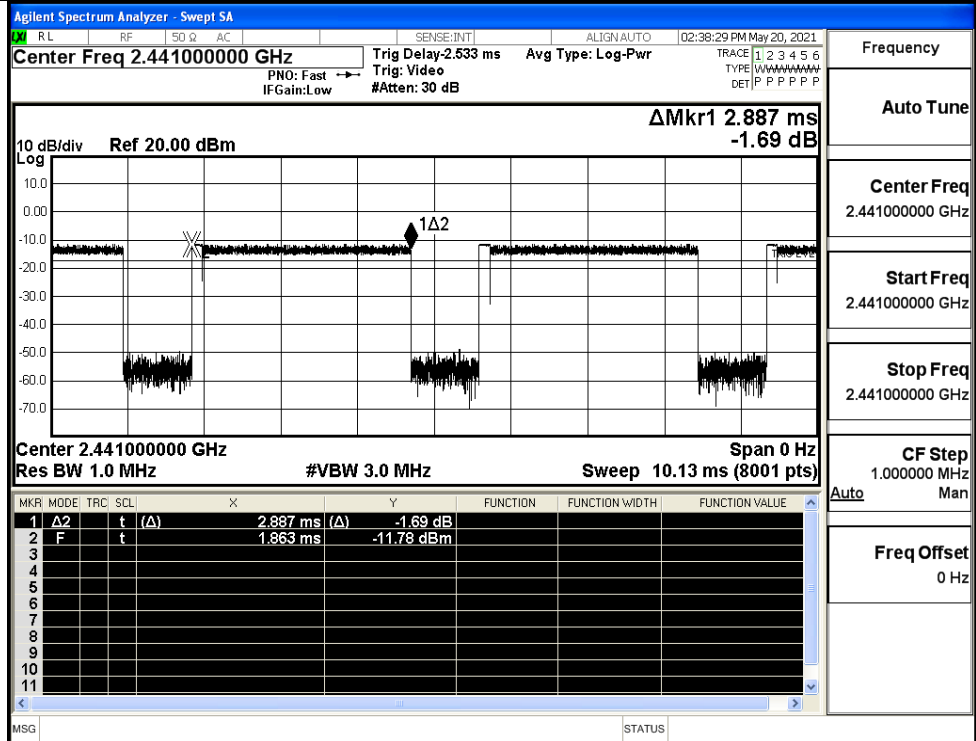 Agilent Spectrum Analyzer - Swept SA
LXI RL RF 50 Ω AC SENSE:INT ALIGN AUTO 02:38:29 PM May 20, 2021
Center Freq 2.441000000 GHz
PNO: Fast
IFGain:Low
Trig Delay-2.533 ms
Trig: Video
#Atten: 30 dB
Avg Type: Log-Pwr
TRACE 1 2 3 4 5 6
TYPE WWWWWW
DET P P P P P P
ΔMkr1 2.887 ms
-1.69 dB
10 dB/div Ref 20.00 dBm
Log
10.0
0.00
-10.0
-20.0
-30.0
-40.0
-50.0
-60.0
-70.0
1Δ2
Center 2.441000000 GHz Span 0 Hz
Res BW 1.0 MHz #VBW 3.0 MHz Sweep 10.13 ms (8001 pts)
MKR MODE TRC SCL X Y FUNCTION FUNCTION WIDTH FUNCTION VALUE
1 Δ2 t (Δ) 2.887 ms (Δ) -1.69 dB
2 F t 1.863 ms -11.78 dBm
3
4
5
6
7
8
9
10
11
MSG STATUS
Frequency
Auto Tune
Center Freq
2.441000000 GHz
Start Freq
2.441000000 GHz
Stop Freq
2.441000000 GHz
CF Step
1.000000 MHz
Auto Man
Freq Offset
0 Hz